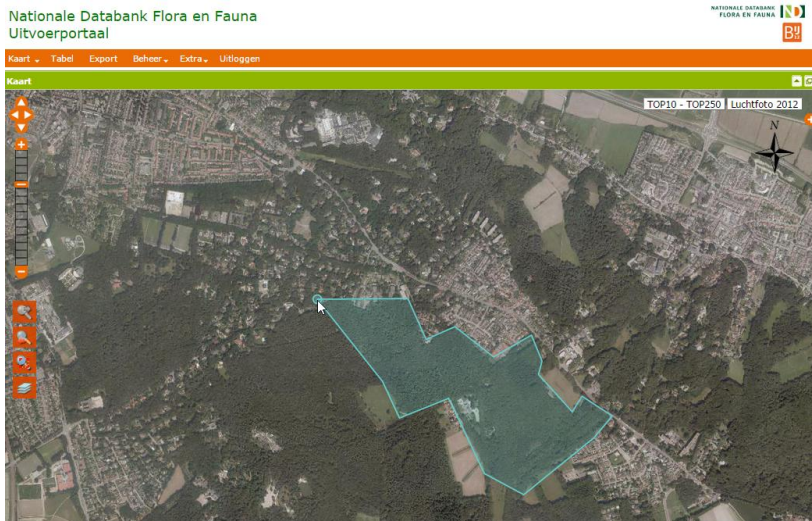 Nationale Databank Flora en Fauna
Uitvoerportaal
NATIONALE DATABANK
FLORA EN FAUNA
BIJ12
Kaart Tabel Export Beheer Extra Uitloggen
Kaart
TOP10 - TOP250 Luchtfoto 2012
N